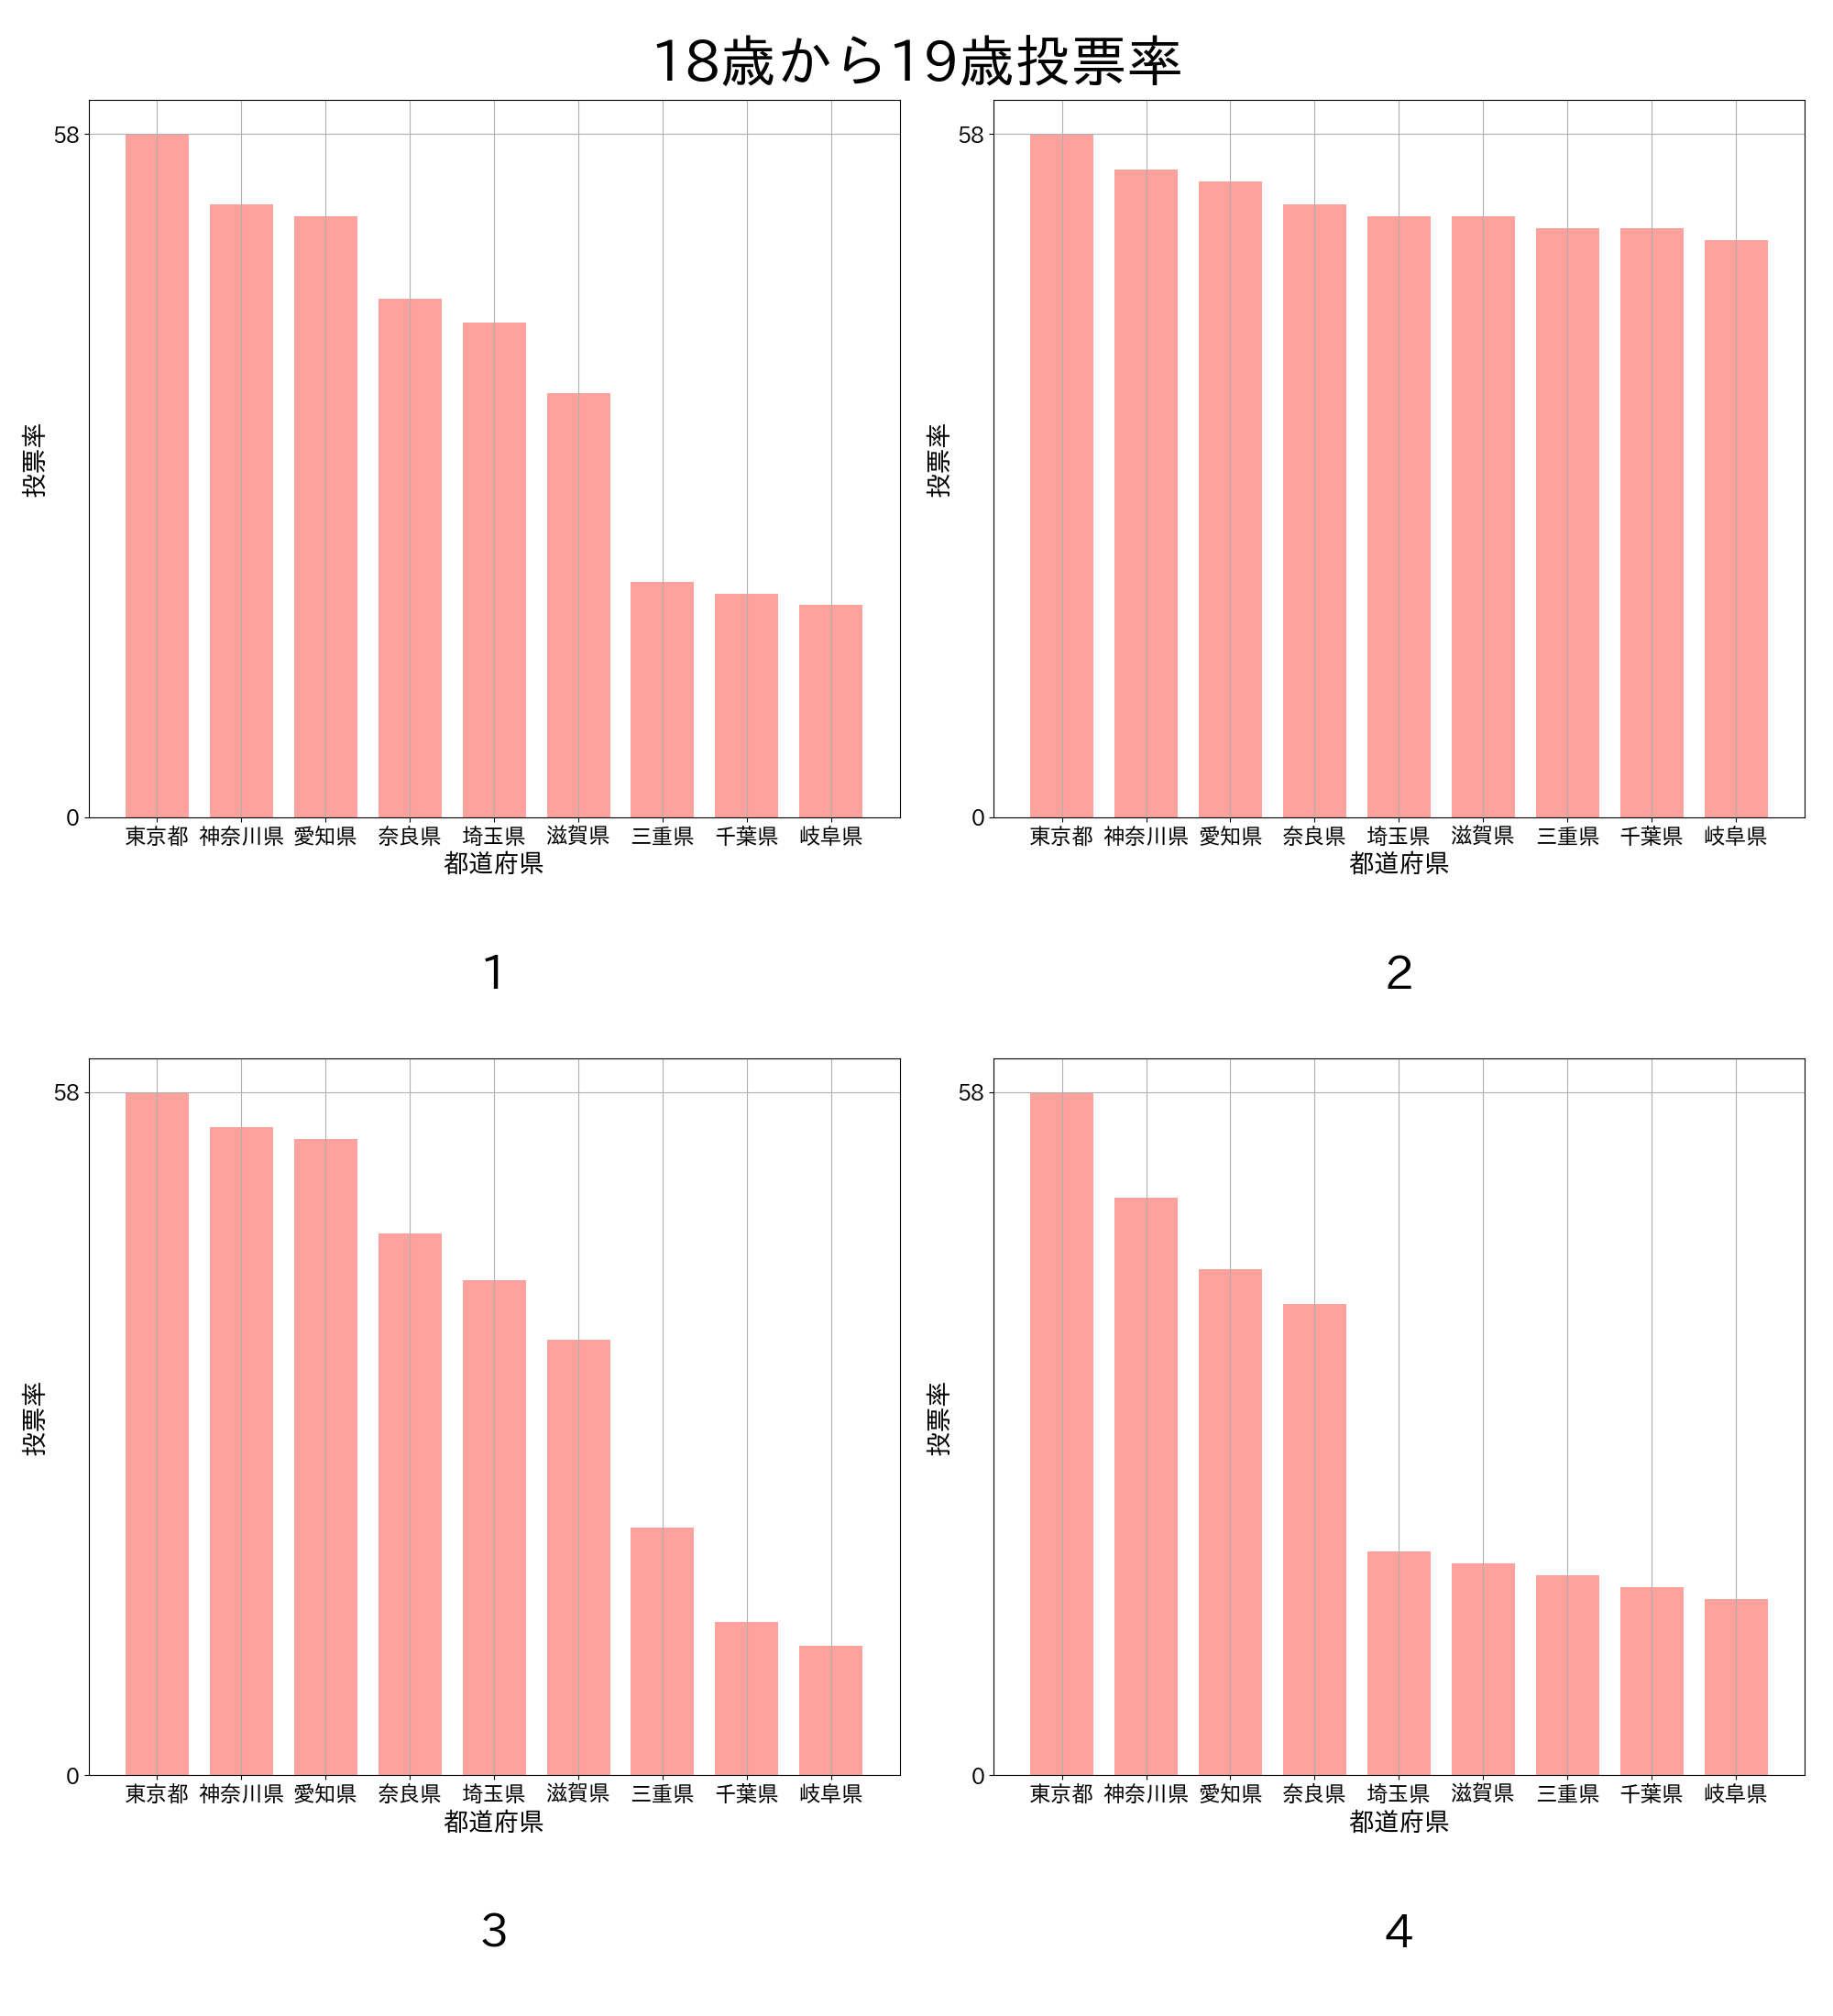 18歳から19歳投票率
58
0
投票率
東京都 神奈川県 愛知県 奈良県 埼玉県 滋賀県 三重県 千葉県 岐阜県
都道府県
1
58
0
投票率
東京都 神奈川県 愛知県 奈良県 埼玉県 滋賀県 三重県 千葉県 岐阜県
都道府県
2
58
0
投票率
東京都 神奈川県 愛知県 奈良県 埼玉県 滋賀県 三重県 千葉県 岐阜県
都道府県
3
58
0
投票率
東京都 神奈川県 愛知県 奈良県 埼玉県 滋賀県 三重県 千葉県 岐阜県
都道府県
4